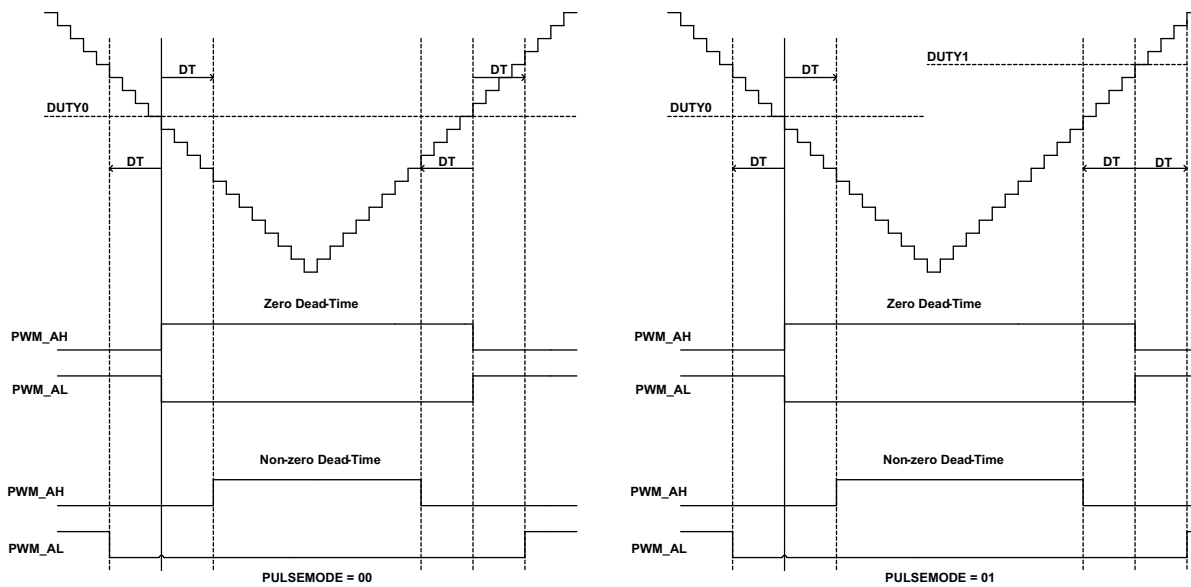 DT
DT
DUTY0
DT
DT
Zero Dead-Time
PWM_AH
PWM_AL
Non-zero Dead-Time
PWM_AH
PWM_AL
PULSEMODE = 00
DUTY1
DT
DUTY0
DT
DT
DT
Zero Dead-Time
PWM_AH
PWM_AL
Non-zero Dead-Time
PWM_AH
PWM_AL
PULSEMODE = 01